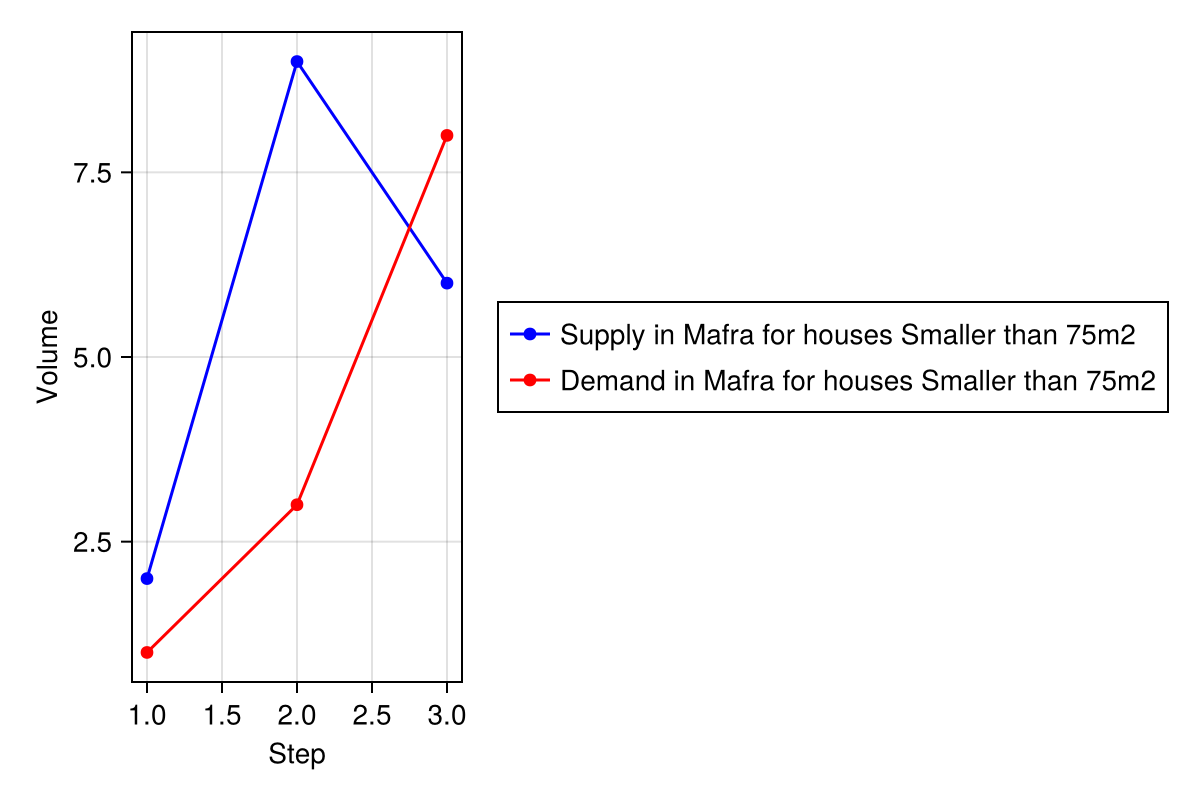 7.5
5.0
2.5
Volume
1.0 1.5 2.0 2.5 3.0
Step
Supply in Mafra for houses Smaller than 75m2
Demand in Mafra for houses Smaller than 75m2